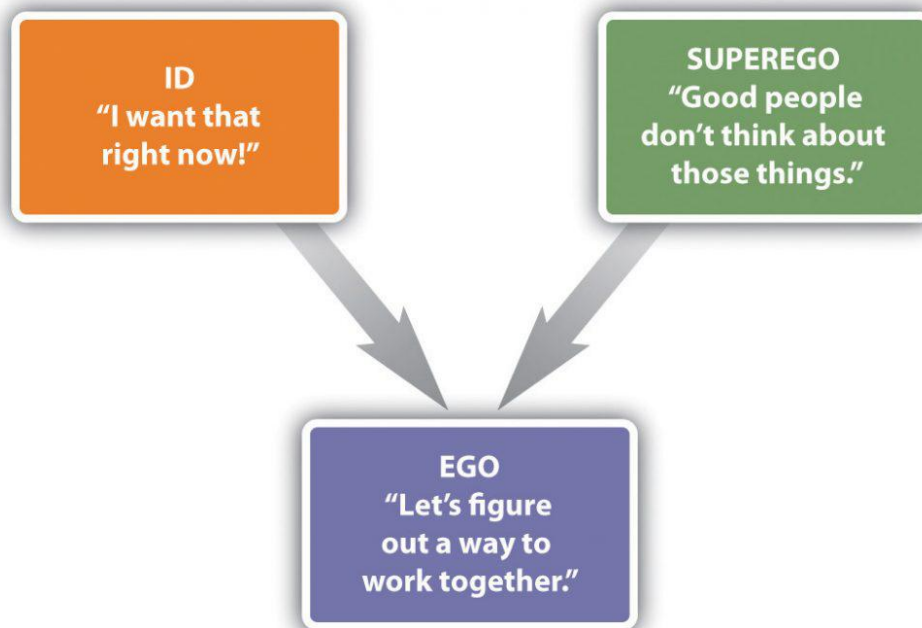 ID
“I want that
right now!”
SUPEREGO
“Good people
don’t think about
those things.”
EGO
“Let’s figure
out a way to
work together.”